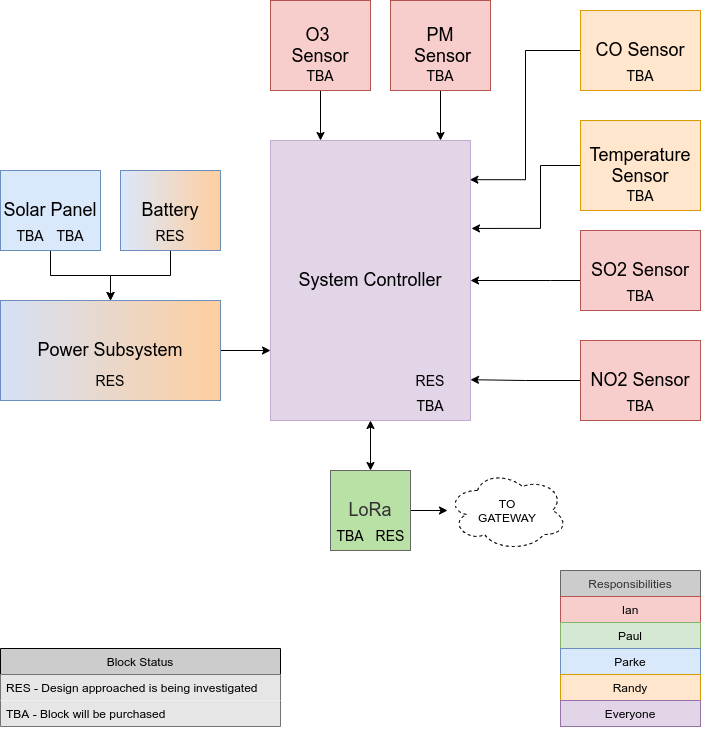 O3
Sensor
TBA
PM
Sensor
TBA
CO Sensor
TBA
Temperature
Sensor
TBA
Solar Panel
TBA TBA
Battery
RES
SO2 Sensor
TBA
System Controller
Power Subsystem
RES
NO2 Sensor
TBA
RES
TBA
LoRa
TBA RES
TO
GATEWAY
Responsibilities
Ian
Paul
Parke
Randy
Everyone
Block Status
RES - Design approached is being investigated
TBA - Block will be purchased